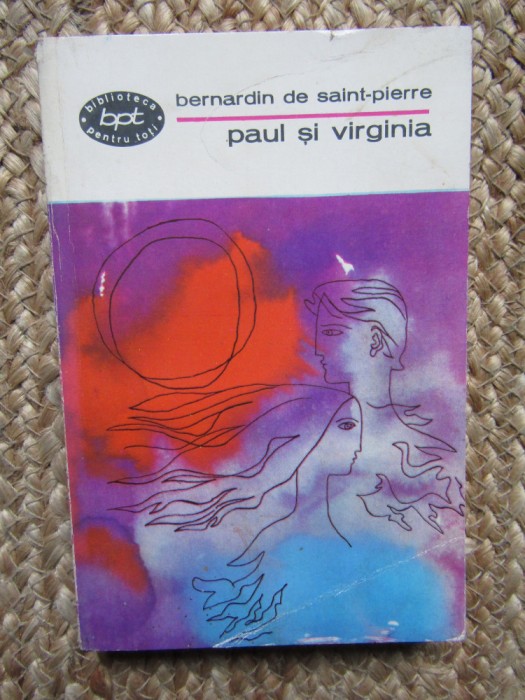 biblioteca
bpt
pentru toți
bernardin de saint-pierre
paul și virginia